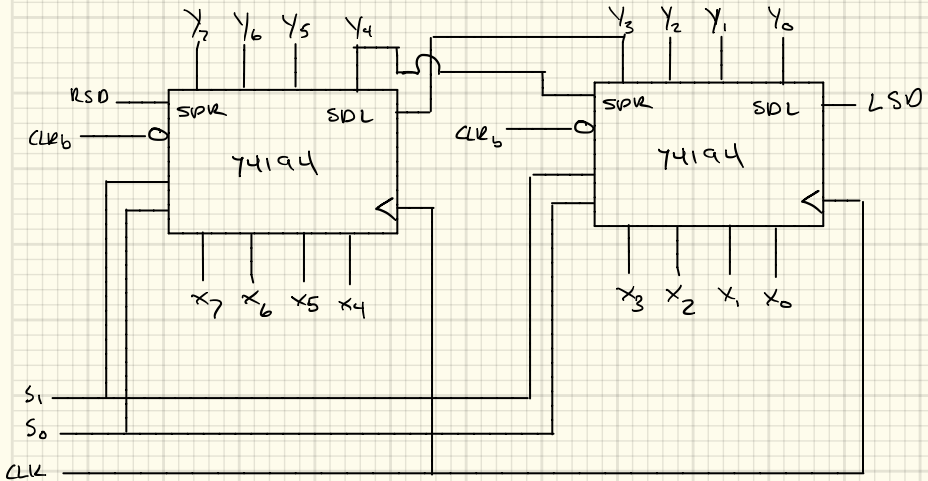 Y7 Y6 Y5 Y4 Y3 Y2 Y1 Y0
RSD SDR SDL SDR SDL LSD
CLRb CLRb
74194 74194
X7 X6 X5 X4 X3 X2 X1 X0
S1
S0
CLK